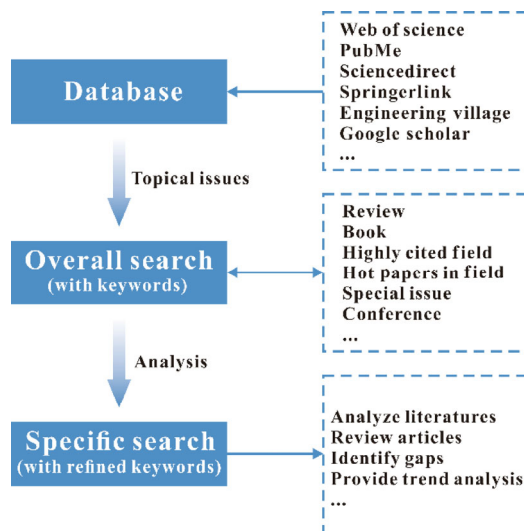 Web of science
PubMe
Sciencedirect
Springerlink
Engineering village
Google scholar
...
Database
Topical issues
Review
Book
Highly cited field
Hot papers in field
Special issue
Conference
...
Overall search
(with keywords)
Analysis
Analyze literatures
Review articles
Identify gaps
Provide trend analysis
...
Specific search
(with refined keywords)